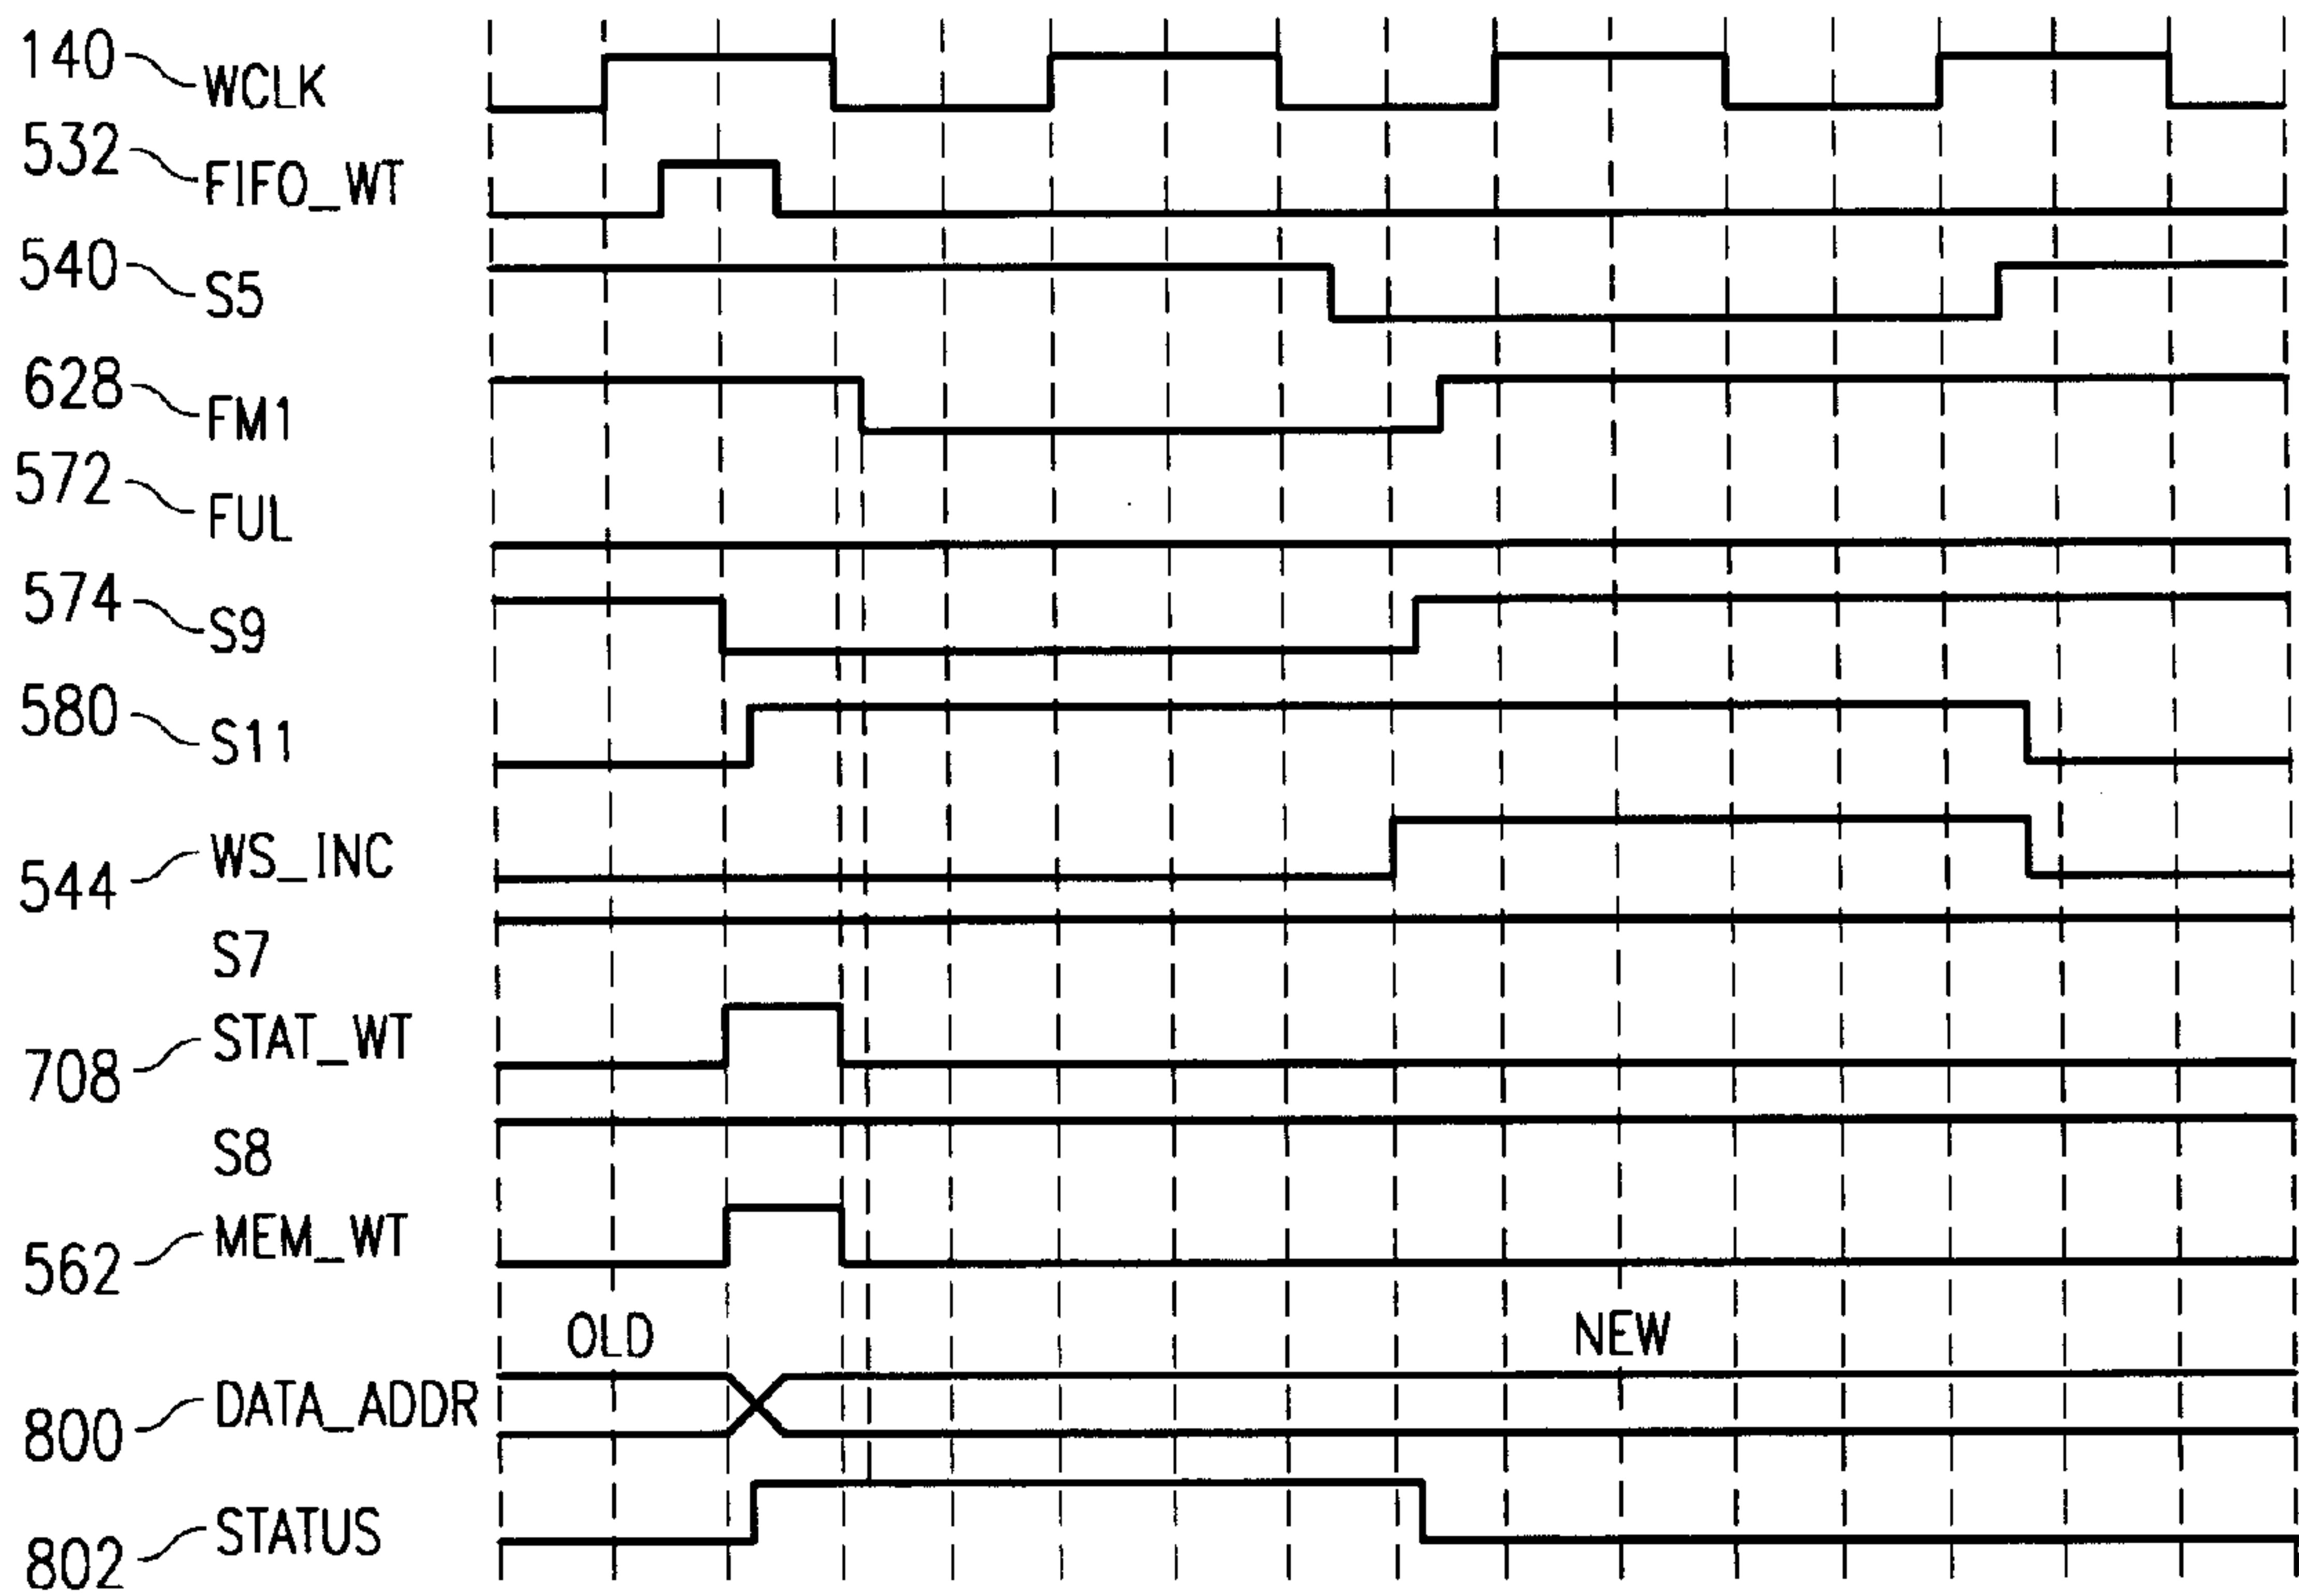 140 WCLK
532 FIFO_WT
540 S5
628 FM1
572 FUL
574 S9
580 S11
544 WS_INC
S7
708 STAT_WT
S8
562 MEM_WT
OLD NEW
800 DATA_ADDR
802 STATUS